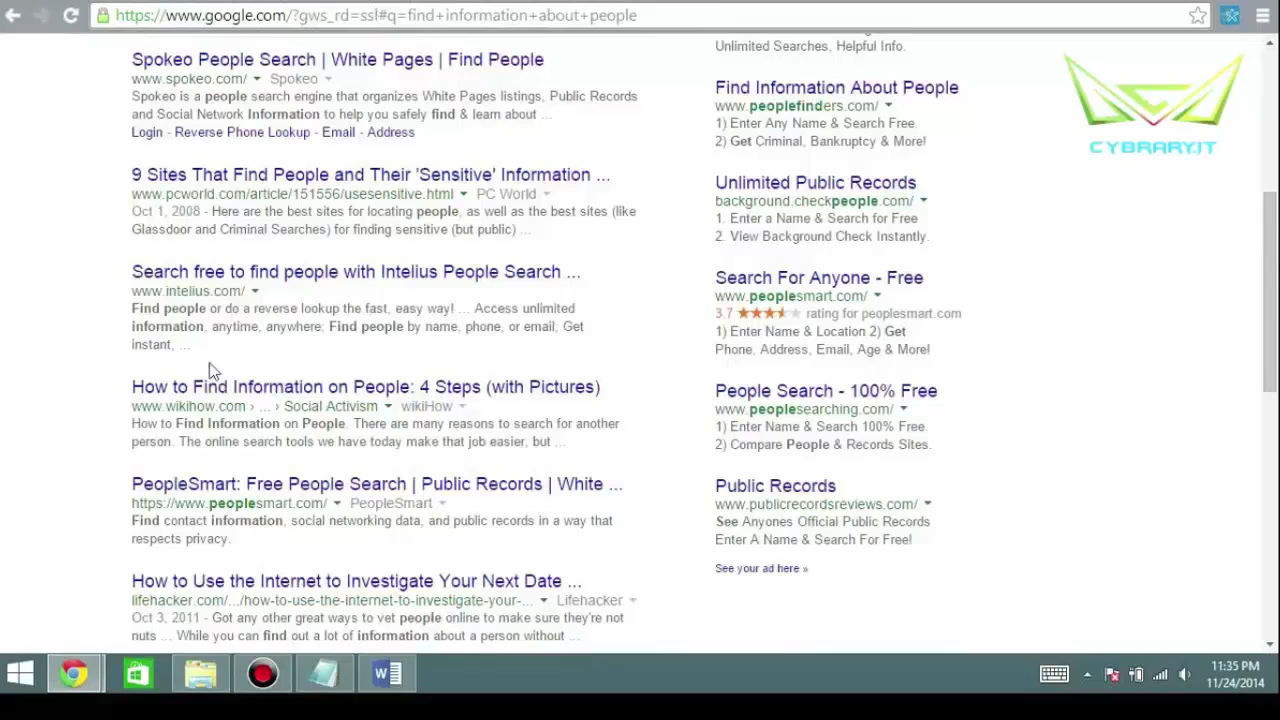 https://www.google.com/?gws_rd=ssl#q=find+information+about+people
Spokeo People Search | White Pages | Find People
www.spokeo.com/ Spokeo
Spokeo is a people search engine that organizes White Pages listings, Public Records
and Social Network Information to help you safely find & learn about ...
Login - Reverse Phone Lookup - Email - Address
9 Sites That Find People and Their 'Sensitive' Information ...
www.pcworld.com/article/151556/usesensitive.html PC World
Oct 1, 2008 - Here are the best sites for locating people, as well as the best sites (like
Glassdoor and Criminal Searches) for finding sensitive (but public) ...
Search free to find people with Intelius People Search ...
www.intelius.com/
Find people or do a reverse lookup the fast, easy way! ... Access unlimited
information, anytime, anywhere; Find people by name, phone, or email; Get
instant, ...
How to Find Information on People: 4 Steps (with Pictures)
www.wikihow.com › ... › Social Activism wikiHow
How to Find Information on People. There are many reasons to search for another
person. The online search tools we have today make that job easier, but ...
PeopleSmart: Free People Search | Public Records | White ...
https://www.peoplesmart.com/ PeopleSmart
Find contact information, social networking data, and public records in a way that
respects privacy.
How to Use the Internet to Investigate Your Next Date ...
lifehacker.com/.../how-to-use-the-internet-to-investigate-your-... Lifehacker
Oct 3, 2011 - Got any other great ways to vet people online to make sure they're not
nuts ... While you can find out a lot of information about a person without ...
Unlimited Searches, Helpful Info.
Find Information About People
www.peoplefinders.com/
1) Enter Any Name & Search Free.
2) Get Criminal, Bankruptcy & More!
Unlimited Public Records
background.checkpeople.com/
1. Enter a Name & Search for Free
2. View Background Check Instantly.
Search For Anyone - Free
www.peoplesmart.com/
3.7 rating for peoplesmart.com
1) Enter Name & Location 2) Get
Phone, Address, Email, Age & More!
People Search - 100% Free
www.peoplesearching.com/
1) Enter Name & Search 100% Free.
2) Compare People & Records Sites.
Public Records
www.publicrecordsreviews.com/
See Anyones Official Public Records
Enter A Name & Search For Free!
See your ad here »
CYBRARY.IT
11:35 PM
11/24/2014